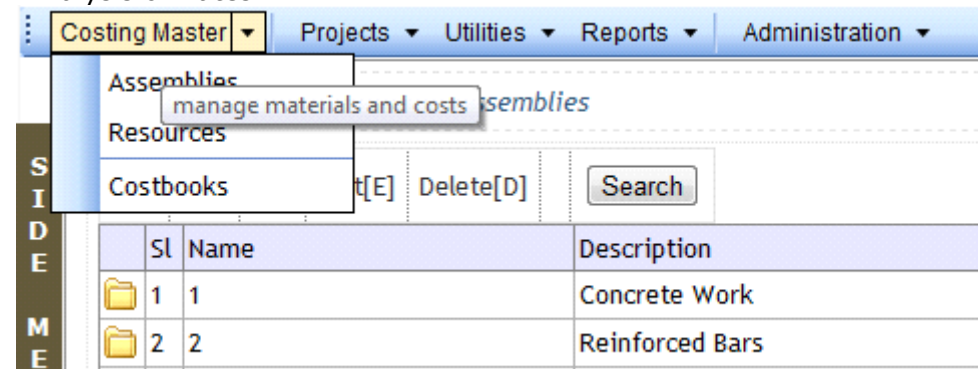 Costing Master Projects Utilities Reports Administration
Assemblies
manage materials and costs
Resources
Costbooks
Delete[D] Search
Sl Name Description
1 1 Concrete Work
2 2 Reinforced Bars
S
I
D
E
M
E